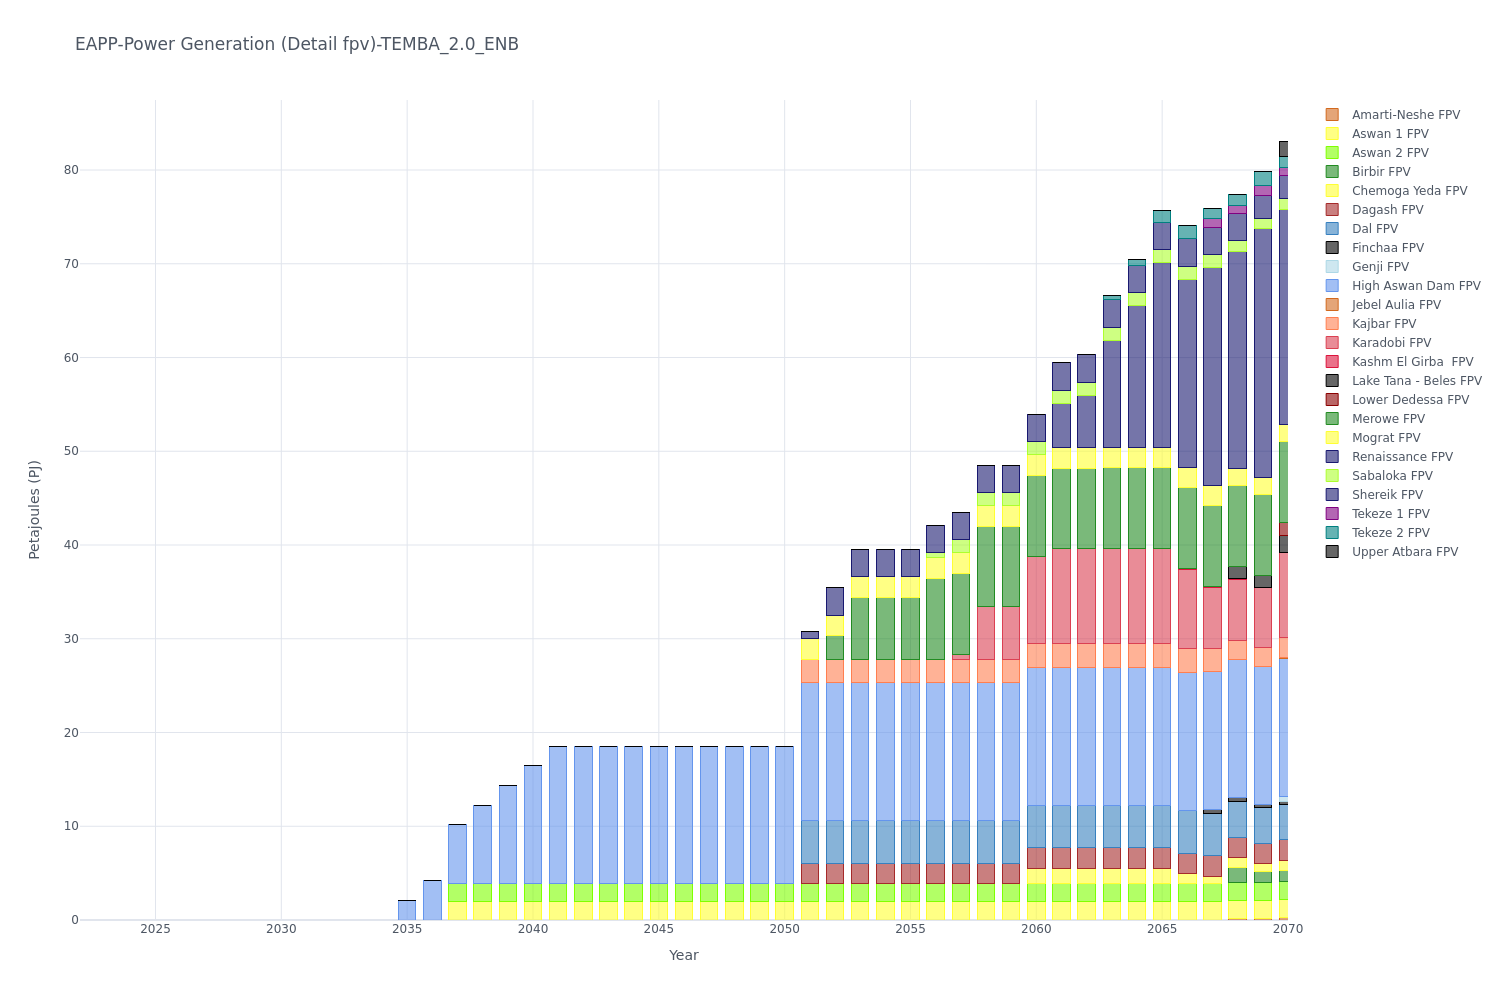 EAPP-Power Generation (Detail fpv)-TEMBA_2.0_ENB
Petajoules (PJ)
80
70
60
50
40
30
20
10
0
2025
2030
2035
2040
2045
2050
2055
2060
2065
2070
Year
Amarti-Neshe FPV
Aswan 1 FPV
Aswan 2 FPV
Birbir FPV
Chemoga Yeda FPV
Dagash FPV
Dal FPV
Finchaa FPV
Genji FPV
High Aswan Dam FPV
Jebel Aulia FPV
Kajbar FPV
Karadobi FPV
Kashm El Girba  FPV
Lake Tana - Beles FPV
Lower Dedessa FPV
Merowe FPV
Mograt FPV
Renaissance FPV
Sabaloka FPV
Shereik FPV
Tekeze 1 FPV
Tekeze 2 FPV
Upper Atbara FPV